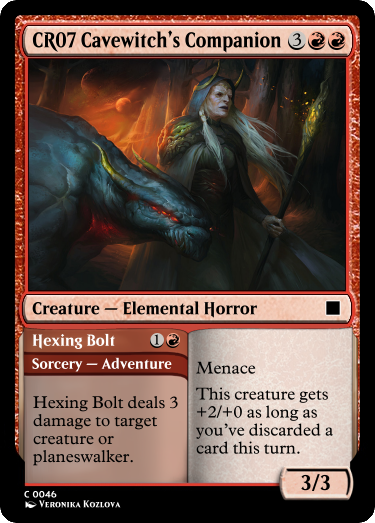 CR07 Cavewitch's Companion 3
Creature — Elemental Horror
Hexing Bolt 1
Sorcery — Adventure
Hexing Bolt deals 3
damage to target
creature or
planeswalker.
Menace
This creature gets
+2/+0 as long as
you've discarded a
card this turn.
3/3
C 0046
Veronika Kozlova